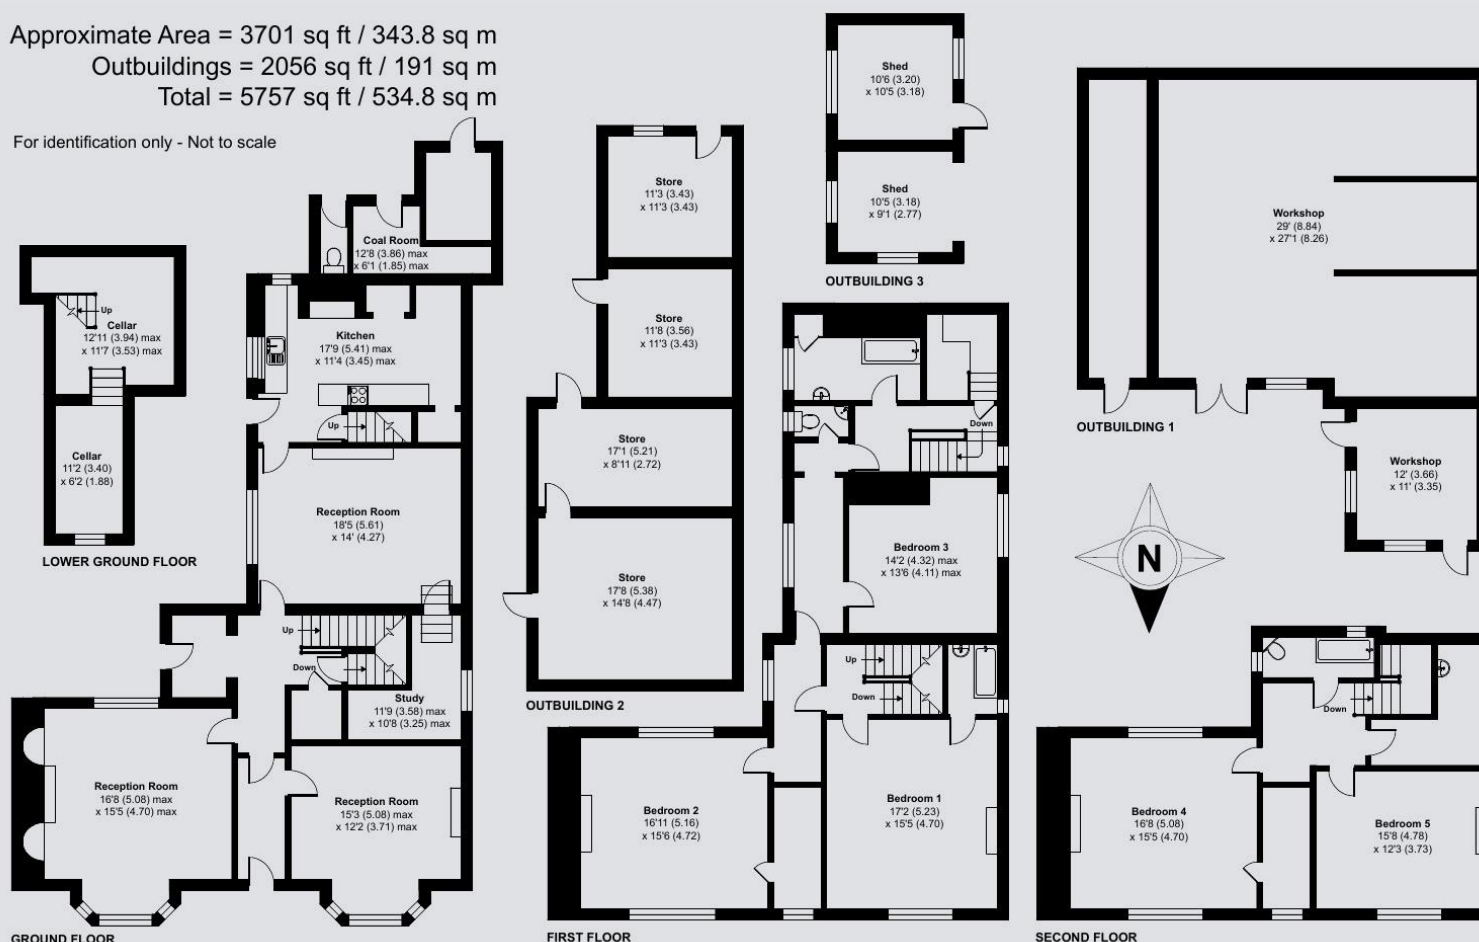 Approximate Area = 3701 sq ft / 343.8 sq m
Outbuildings = 2056 sq ft / 191 sq m
Total = 5757 sq ft / 534.8 sq m
For identification only - Not to scale
Coal Room
12'8 (3.86) max
x 6'1 (1.85) max
Up
Cellar
12'11 (3.94) max
x 11'7 (3.53) max
Cellar
11'2 (3.40)
x 6'2 (1.88)
LOWER GROUND FLOOR
Kitchen
17'9 (5.41) max
x 11'4 (3.45) max
Up
Reception Room
18'5 (5.61)
x 14' (4.27)
Up
Down
Study
11'9 (3.58) max
x 10'8 (3.25) max
Reception Room
16'8 (5.08) max
x 15'5 (4.70) max
Reception Room
15'3 (5.08) max
x 12'2 (3.71) max
GROUND FLOOR
Store
11'3 (3.43)
x 11'3 (3.43)
Store
11'8 (3.56)
x 11'3 (3.43)
Store
17'1 (5.21)
x 8'11 (2.72)
Store
17'8 (5.38)
x 14'8 (4.47)
OUTBUILDING 2
Shed
10'6 (3.20)
x 10'5 (3.18)
Shed
10'5 (3.18)
x 9'1 (2.77)
OUTBUILDING 3
Down
Bedroom 3
14'2 (4.32) max
x 13'6 (4.11) max
Up
Down
Bedroom 2
16'11 (5.16)
x 15'6 (4.72)
Bedroom 1
17'2 (5.23)
x 15'5 (4.70)
FIRST FLOOR
Workshop
29' (8.84)
x 27'1 (8.26)
OUTBUILDING 1
Workshop
12' (3.66)
x 11' (3.35)
N
Down
Bedroom 4
16'8 (5.08)
x 15'5 (4.70)
Bedroom 5
15'8 (4.78)
x 12'3 (3.73)
SECOND FLOOR